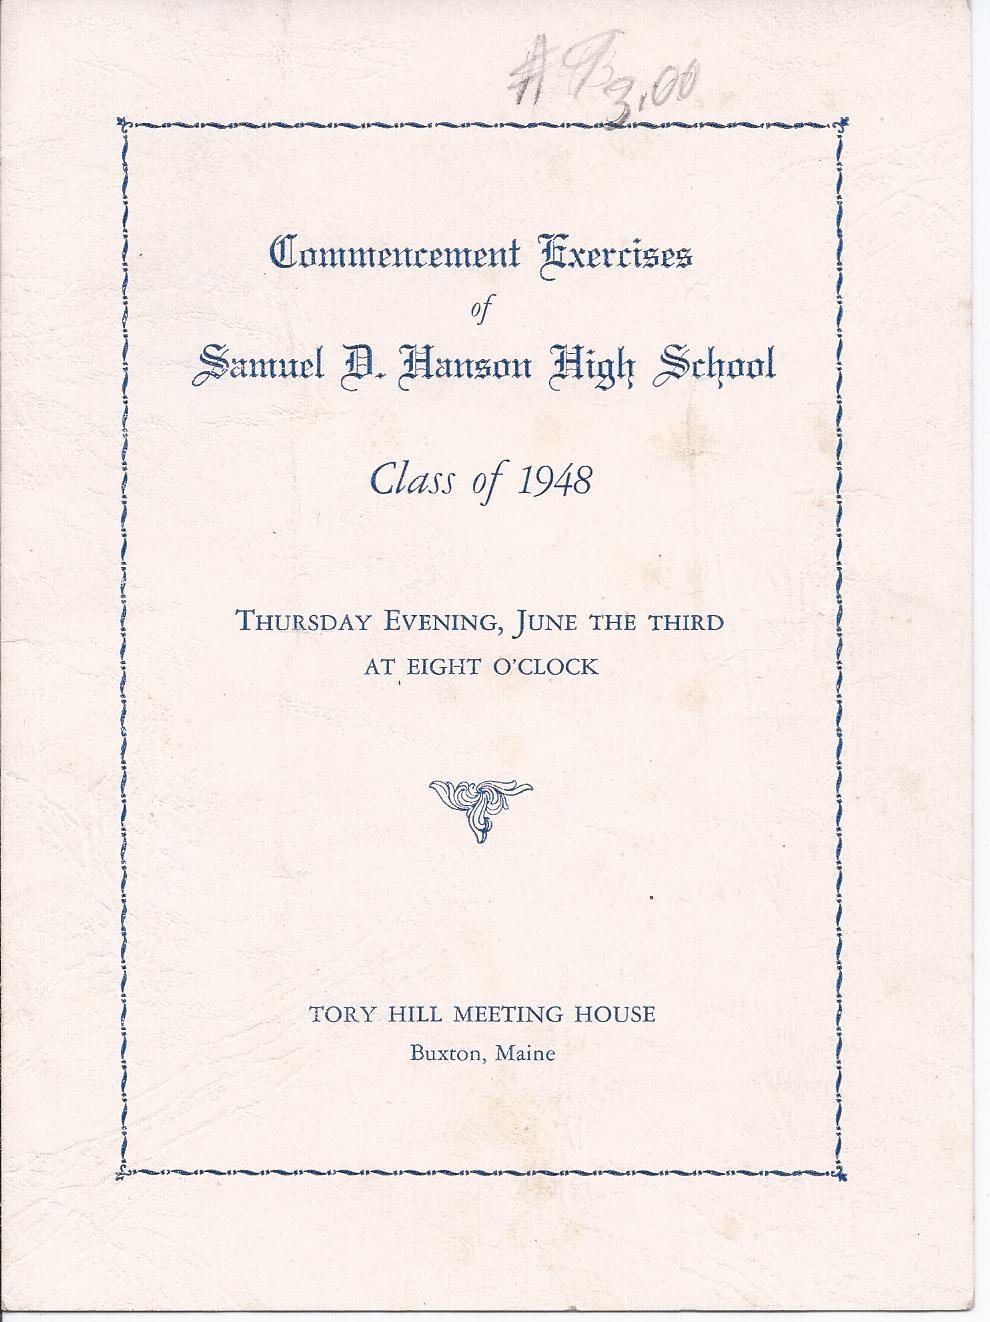 3.00
Commencement Exercises
of
Samuel D. Hanson High School
Class of 1948
THURSDAY EVENING, JUNE THE THIRD
AT EIGHT O'CLOCK
TORY HILL MEETING HOUSE
Buxton, Maine